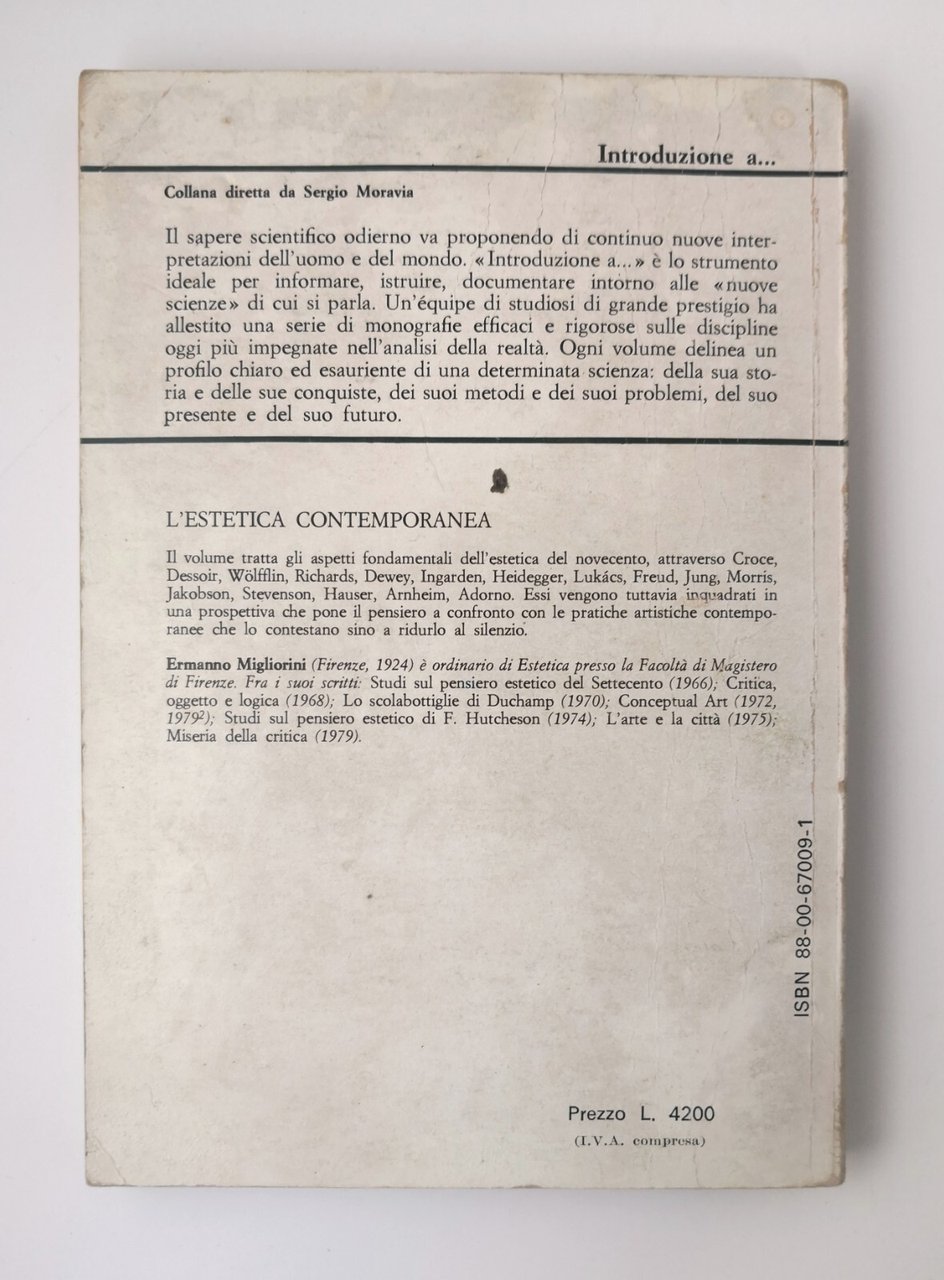 Introduzione a...
Collana diretta da Sergio Moravia
Il sapere scientifico odierno va proponendo di continuo nuove inter-
pretazioni dell'uomo e del mondo. «Introduzione a...» è lo strumento
ideale per informare, istruire, documentare intorno alle «nuove
scienze» di cui si parla. Un'équipe di studiosi di grande prestigio ha
allestito una serie di monografie efficaci e rigorose sulle discipline
oggi più impegnate nell'analisi della realtà. Ogni volume delinea un
profilo chiaro ed esauriente di una determinata scienza: della sua sto-
ria e delle sue conquiste, dei suoi metodi e dei suoi problemi, del suo
presente e del suo futuro.
L'ESTETICA CONTEMPORANEA
Il volume tratta gli aspetti fondamentali dell'estetica del novecento, attraverso Croce,
Dessoir, Wölfflin, Richards, Dewey, Ingarden, Heidegger, Lukács, Freud, Jung, Morris,
Jakobson, Stevenson, Hauser, Arnheim, Adorno. Essi vengono tuttavia inquadrati in
una prospettiva che pone il pensiero a confronto con le pratiche artistiche contempo-
ranee che lo contestano sino a ridurlo al silenzio.
Ermanno Migliorini (Firenze, 1924) è ordinario di Estetica presso la Facoltà di Magistero
di Firenze. Fra i suoi scritti: Studi sul pensiero estetico del Settecento (1966); Critica,
oggetto e logica (1968); Lo scolabottiglie di Duchamp (1970); Conceptual Art (1972,
1979²); Studi sul pensiero estetico di F. Hutcheson (1974); L'arte e la città (1975);
Miseria della critica (1979).
ISBN 88-00-67009-1
Prezzo L. 4200
(I.V.A. compresa)